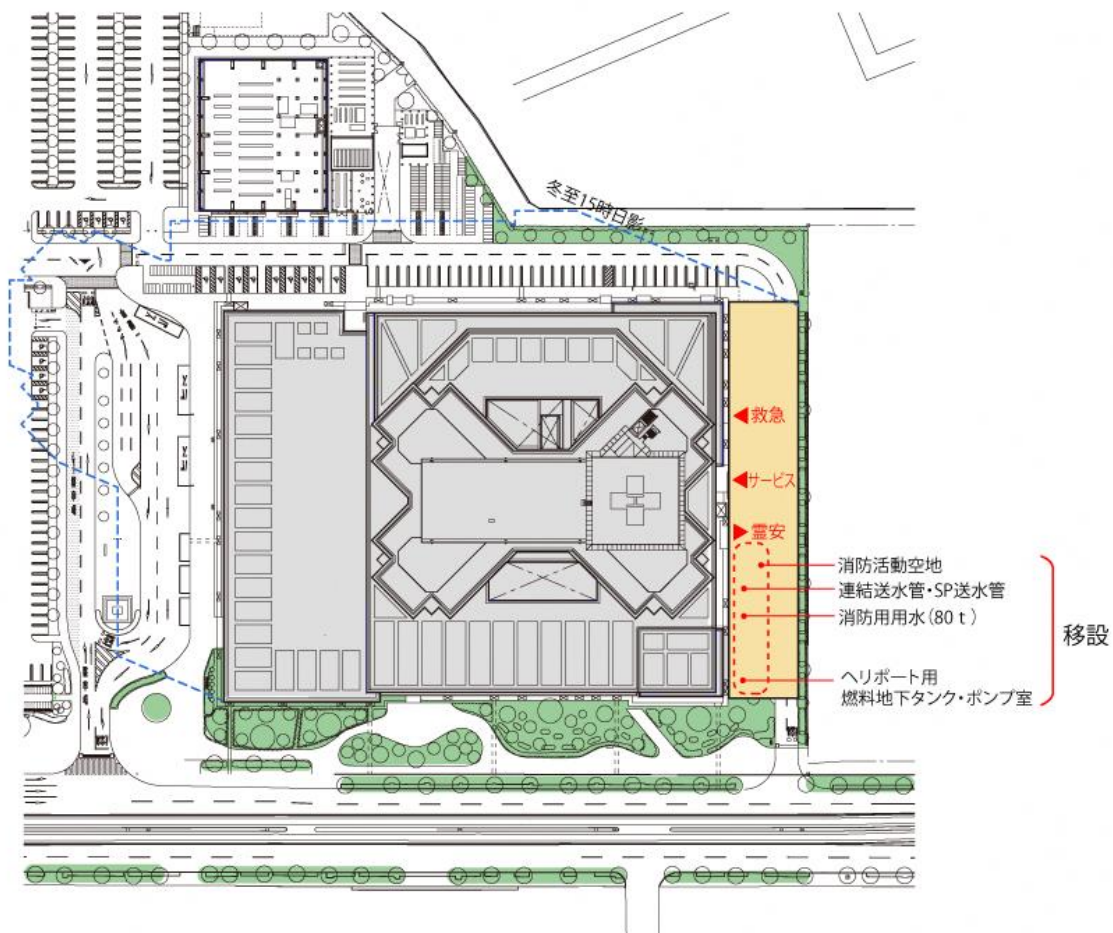 冬至15時日影
救急
サービス
霊安
消防活動空地
連結送水管・SP送水管
消防用用水(80ｔ)
ヘリポート用
燃料地下タンク・ポンプ室
移設